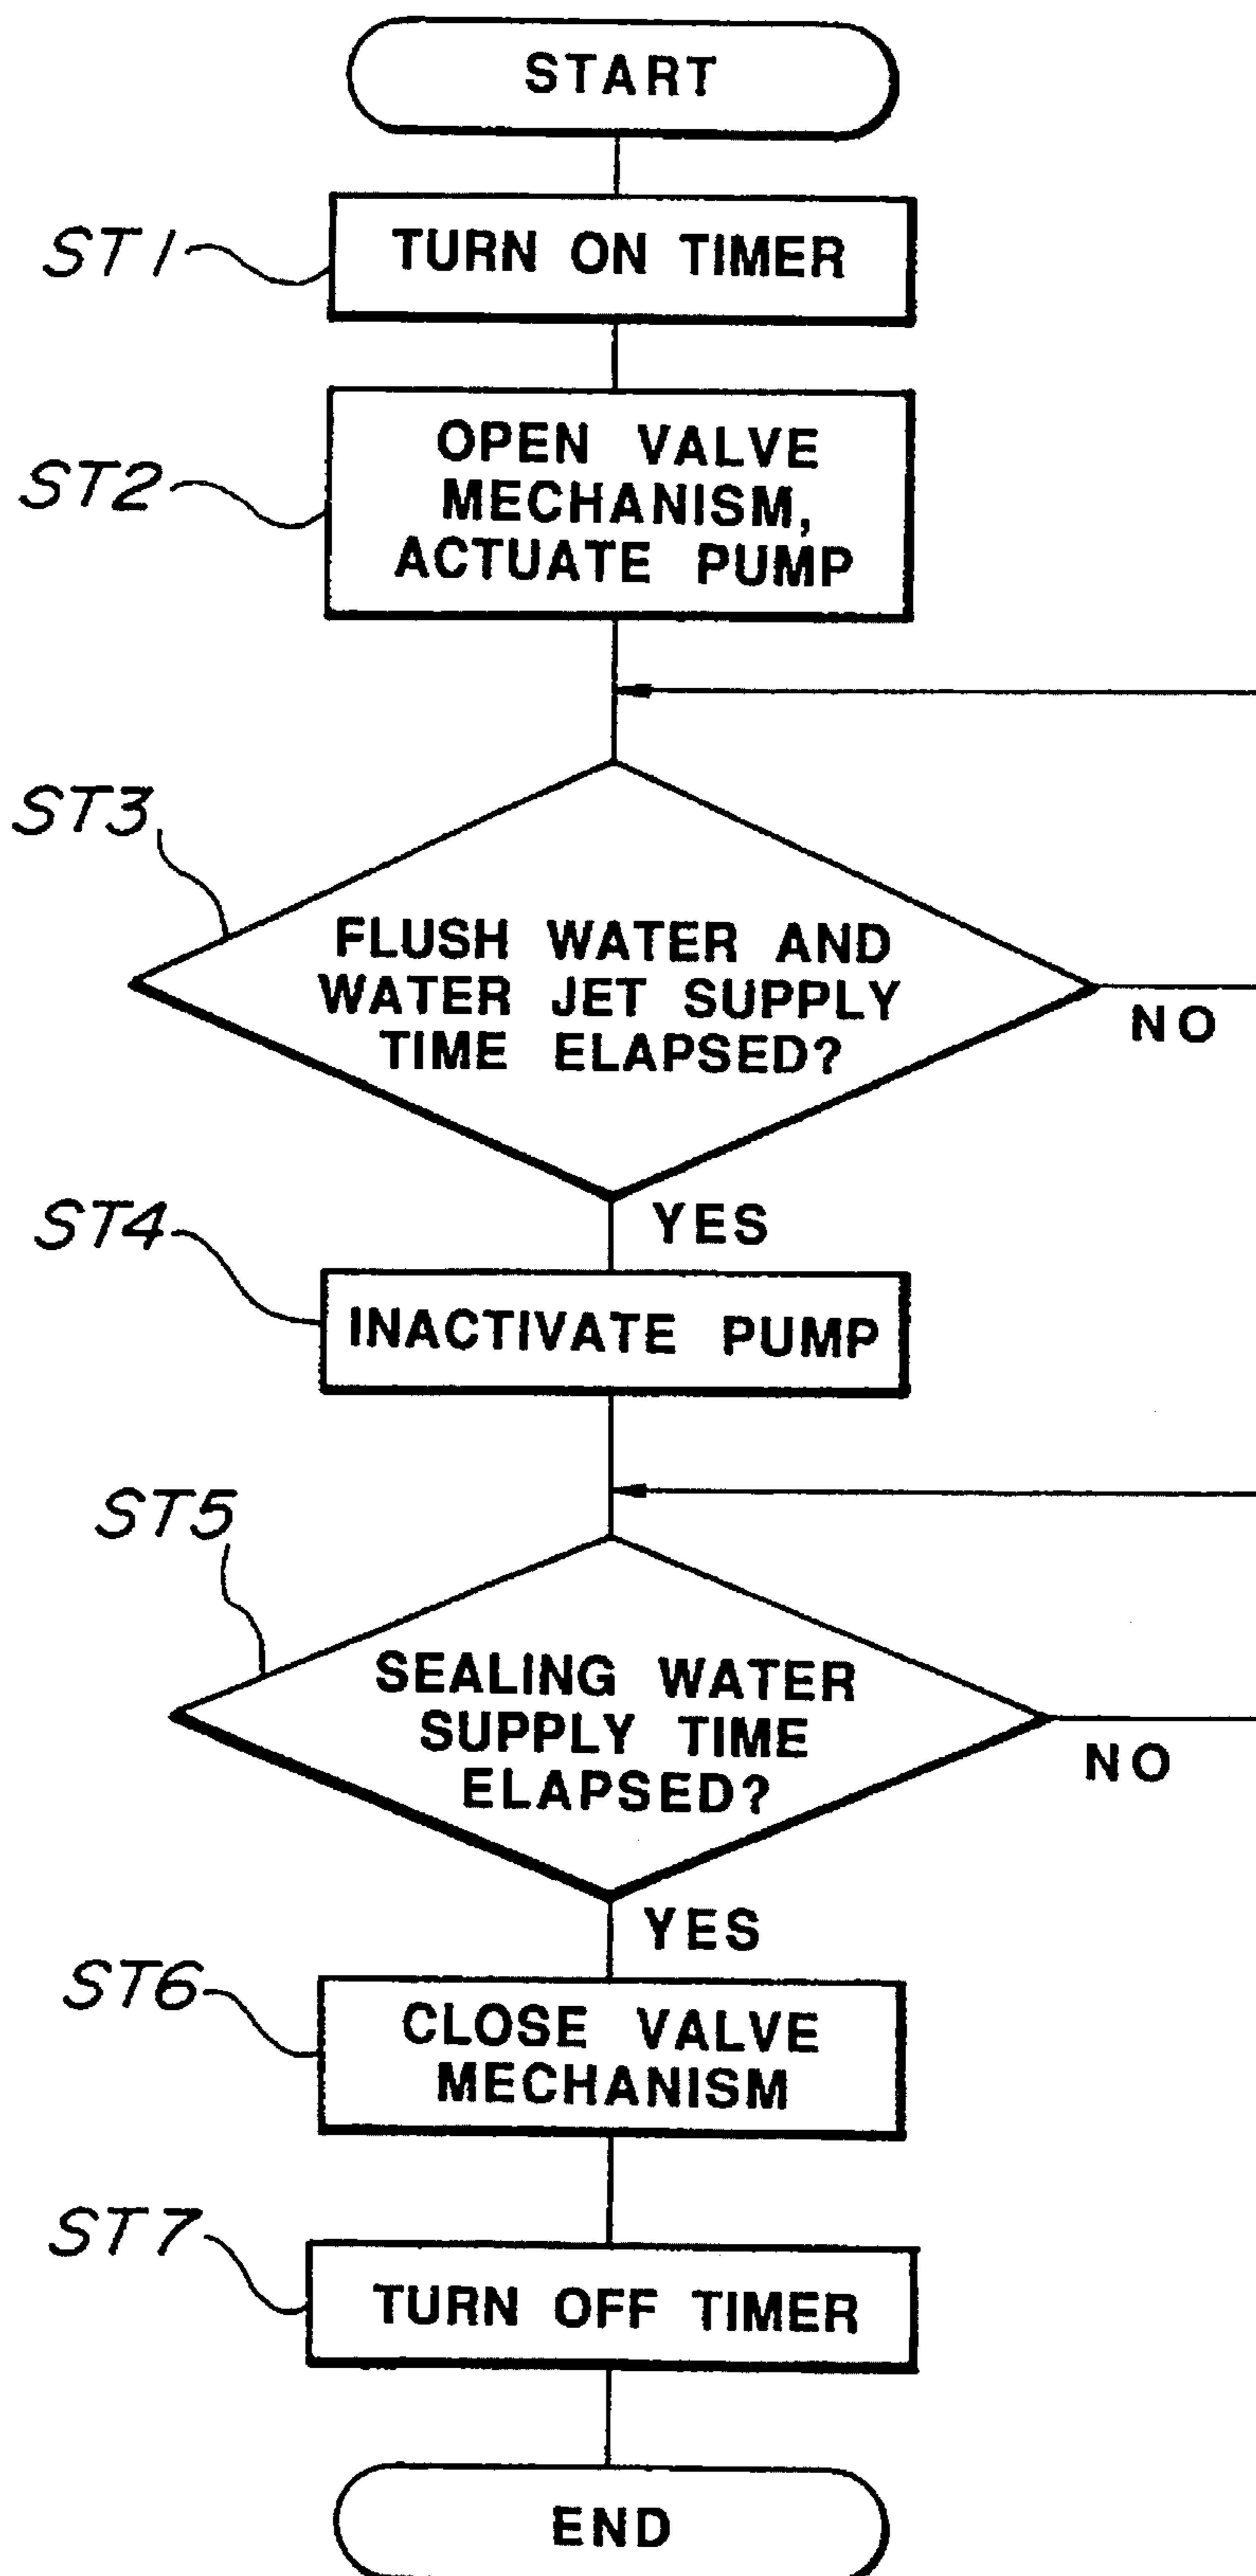 START
ST1
TURN ON TIMER
ST2
OPEN VALVE
MECHANISM,
ACTUATE PUMP
ST3
FLUSH WATER AND
WATER JET SUPPLY
TIME ELAPSED?
NO
YES
ST4
INACTIVATE PUMP
ST5
SEALING WATER
SUPPLY TIME
ELAPSED?
NO
YES
ST6
CLOSE VALVE
MECHANISM
ST7
TURN OFF TIMER
END